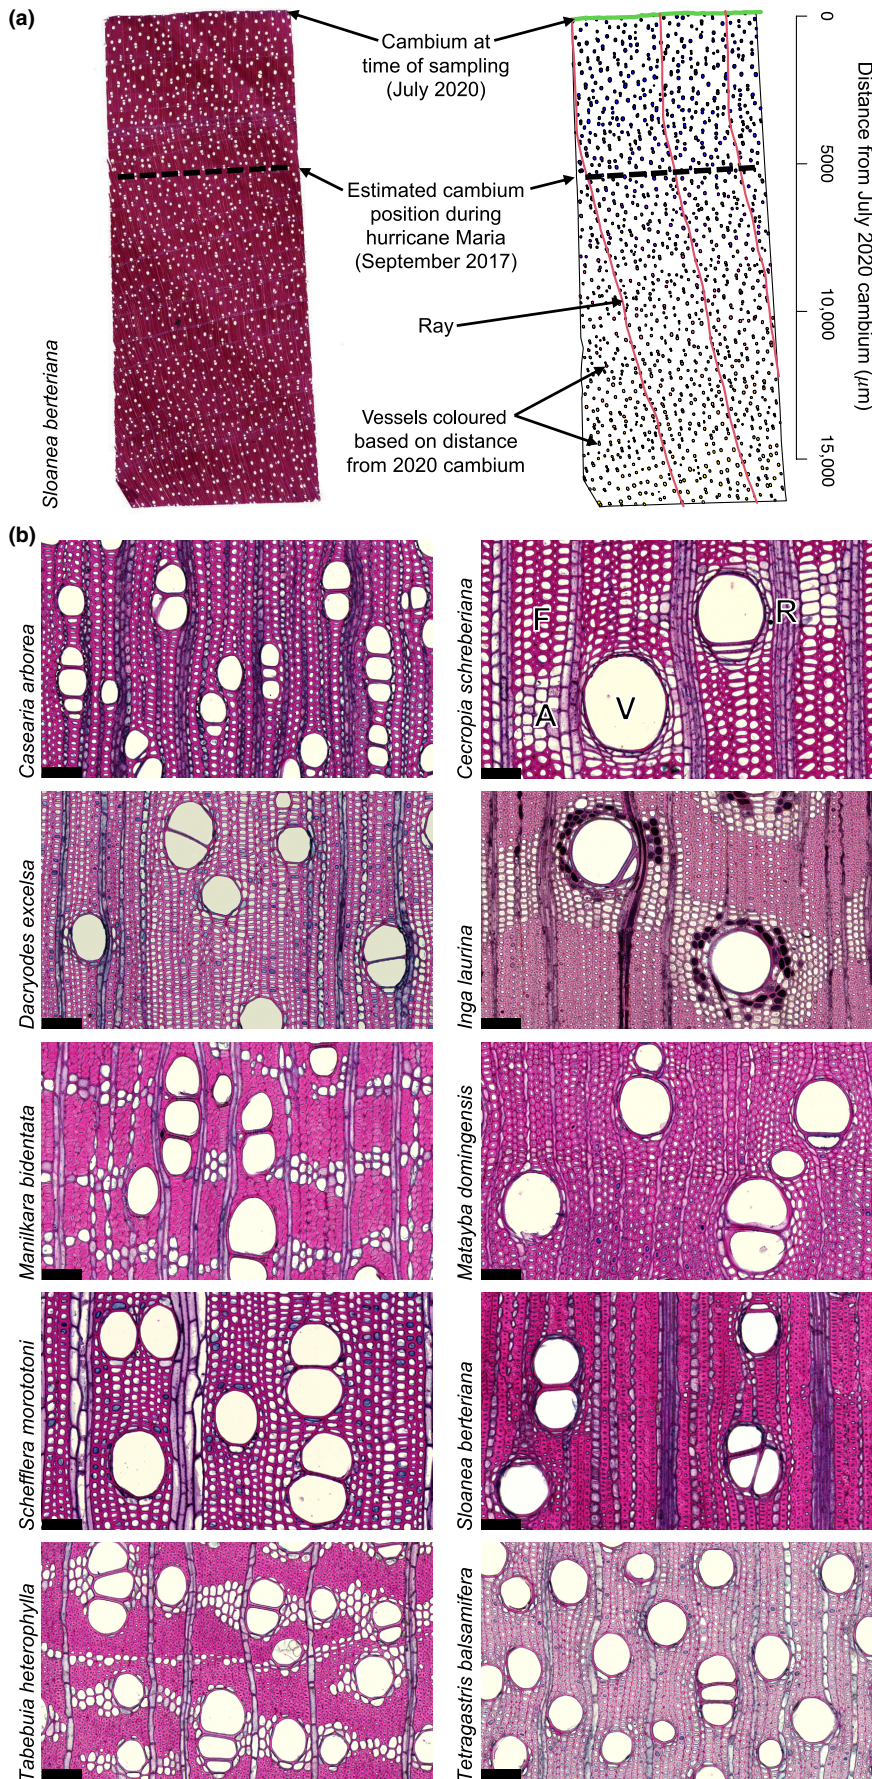 (a)
Cambium at
time of sampling
(July 2020)
Estimated cambium
position during
hurricane Maria
(September 2017)
Ray
Vessels coloured
based on distance
from 2020 cambium
Sloanea berteriana
0
5000
10,000
15,000
Distance from July 2020 cambium (μm)
(b)
Casearia arborea
Cecropia schreberiana
F
R
A
V
Dacryodes excelsa
Inga laurina
Manilkara bidentata
Matayba domingensis
Schefflera morototoni
Sloanea berteriana
Tabebuia heterophylla
Tetragastris balsamifera